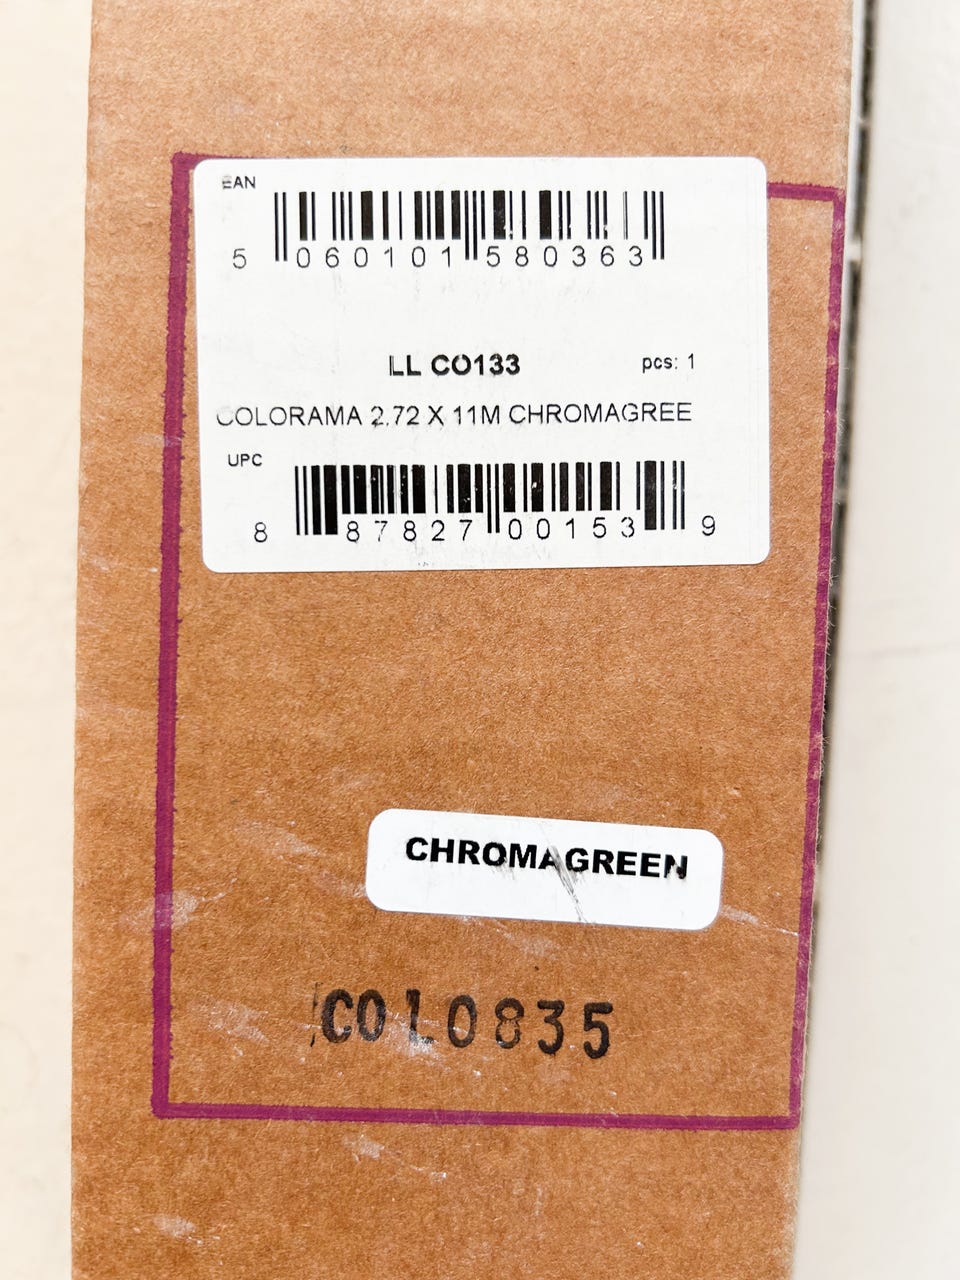 EAN
5 060101 580363
LL CO133 pcs: 1
COLORAMA 2.72 X 11M CHROMAGREE
UPC
8 87827 00153 9
CHROMAGREEN
COL0835